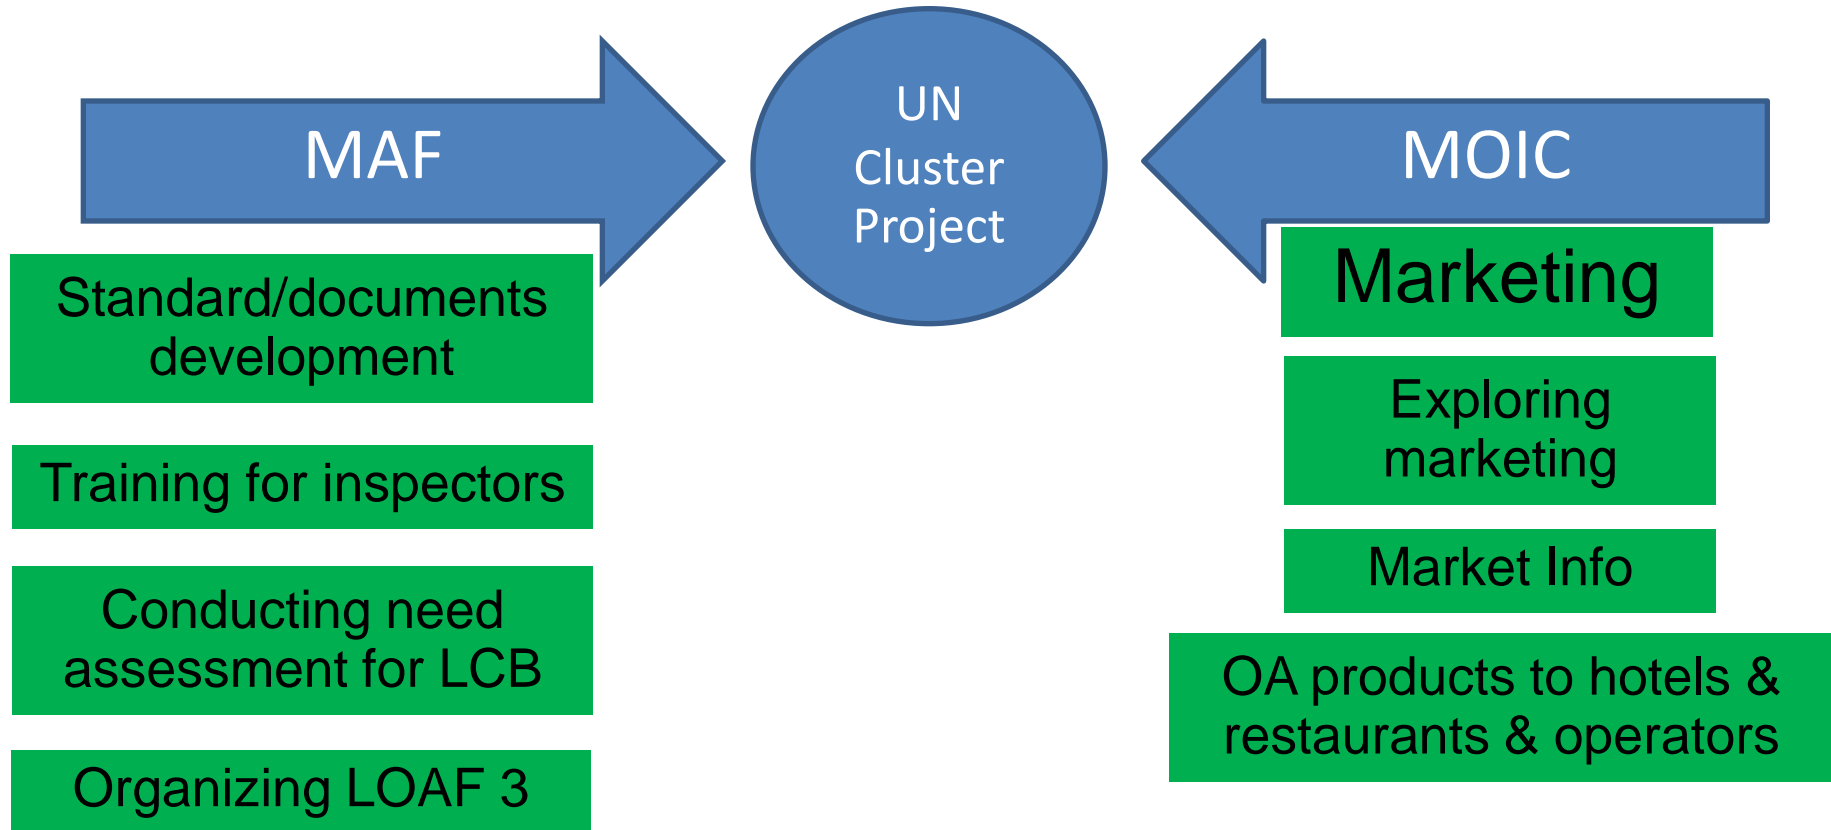 MAF
UN
Cluster
Project
MOIC
Standard/documents
development
Training for inspectors
Conducting need
assessment for LCB
Organizing LOAF 3
Marketing
Exploring
marketing
Market Info
OA products to hotels &
restaurants & operators